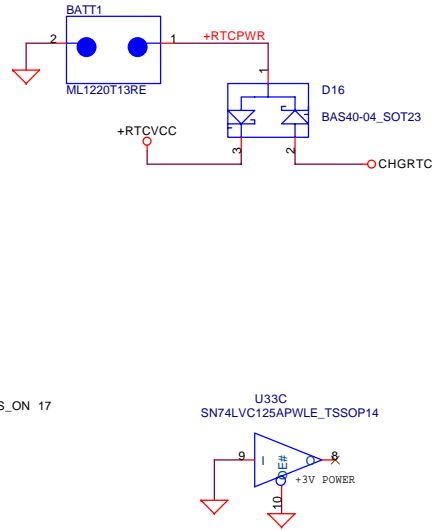 BATT1
2
1
+RTCPWR
ML1220T13RE
1
D16
BAS40-04_SOT23
+RTCVCC
3
2
CHGRTC
S_ON 17
U33C
SN74LVC125APWLE_TSSOP14
9
I
OE#
O
8
+3V POWER
10